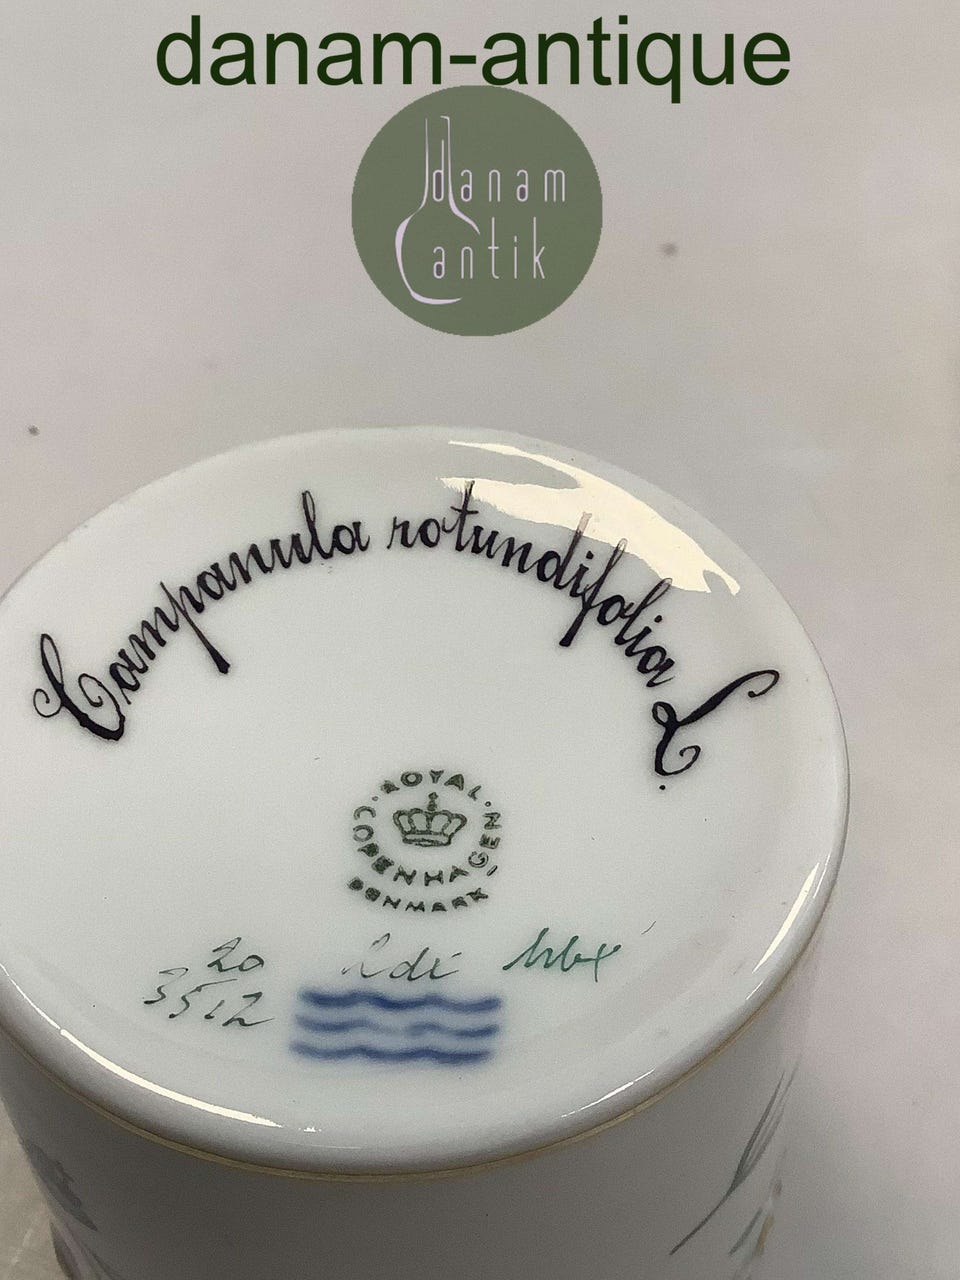 danam-antique
danam
antik
Campanula rotundifolia L.
ROYAL
COPENHAGEN
DENMARK
20
3512